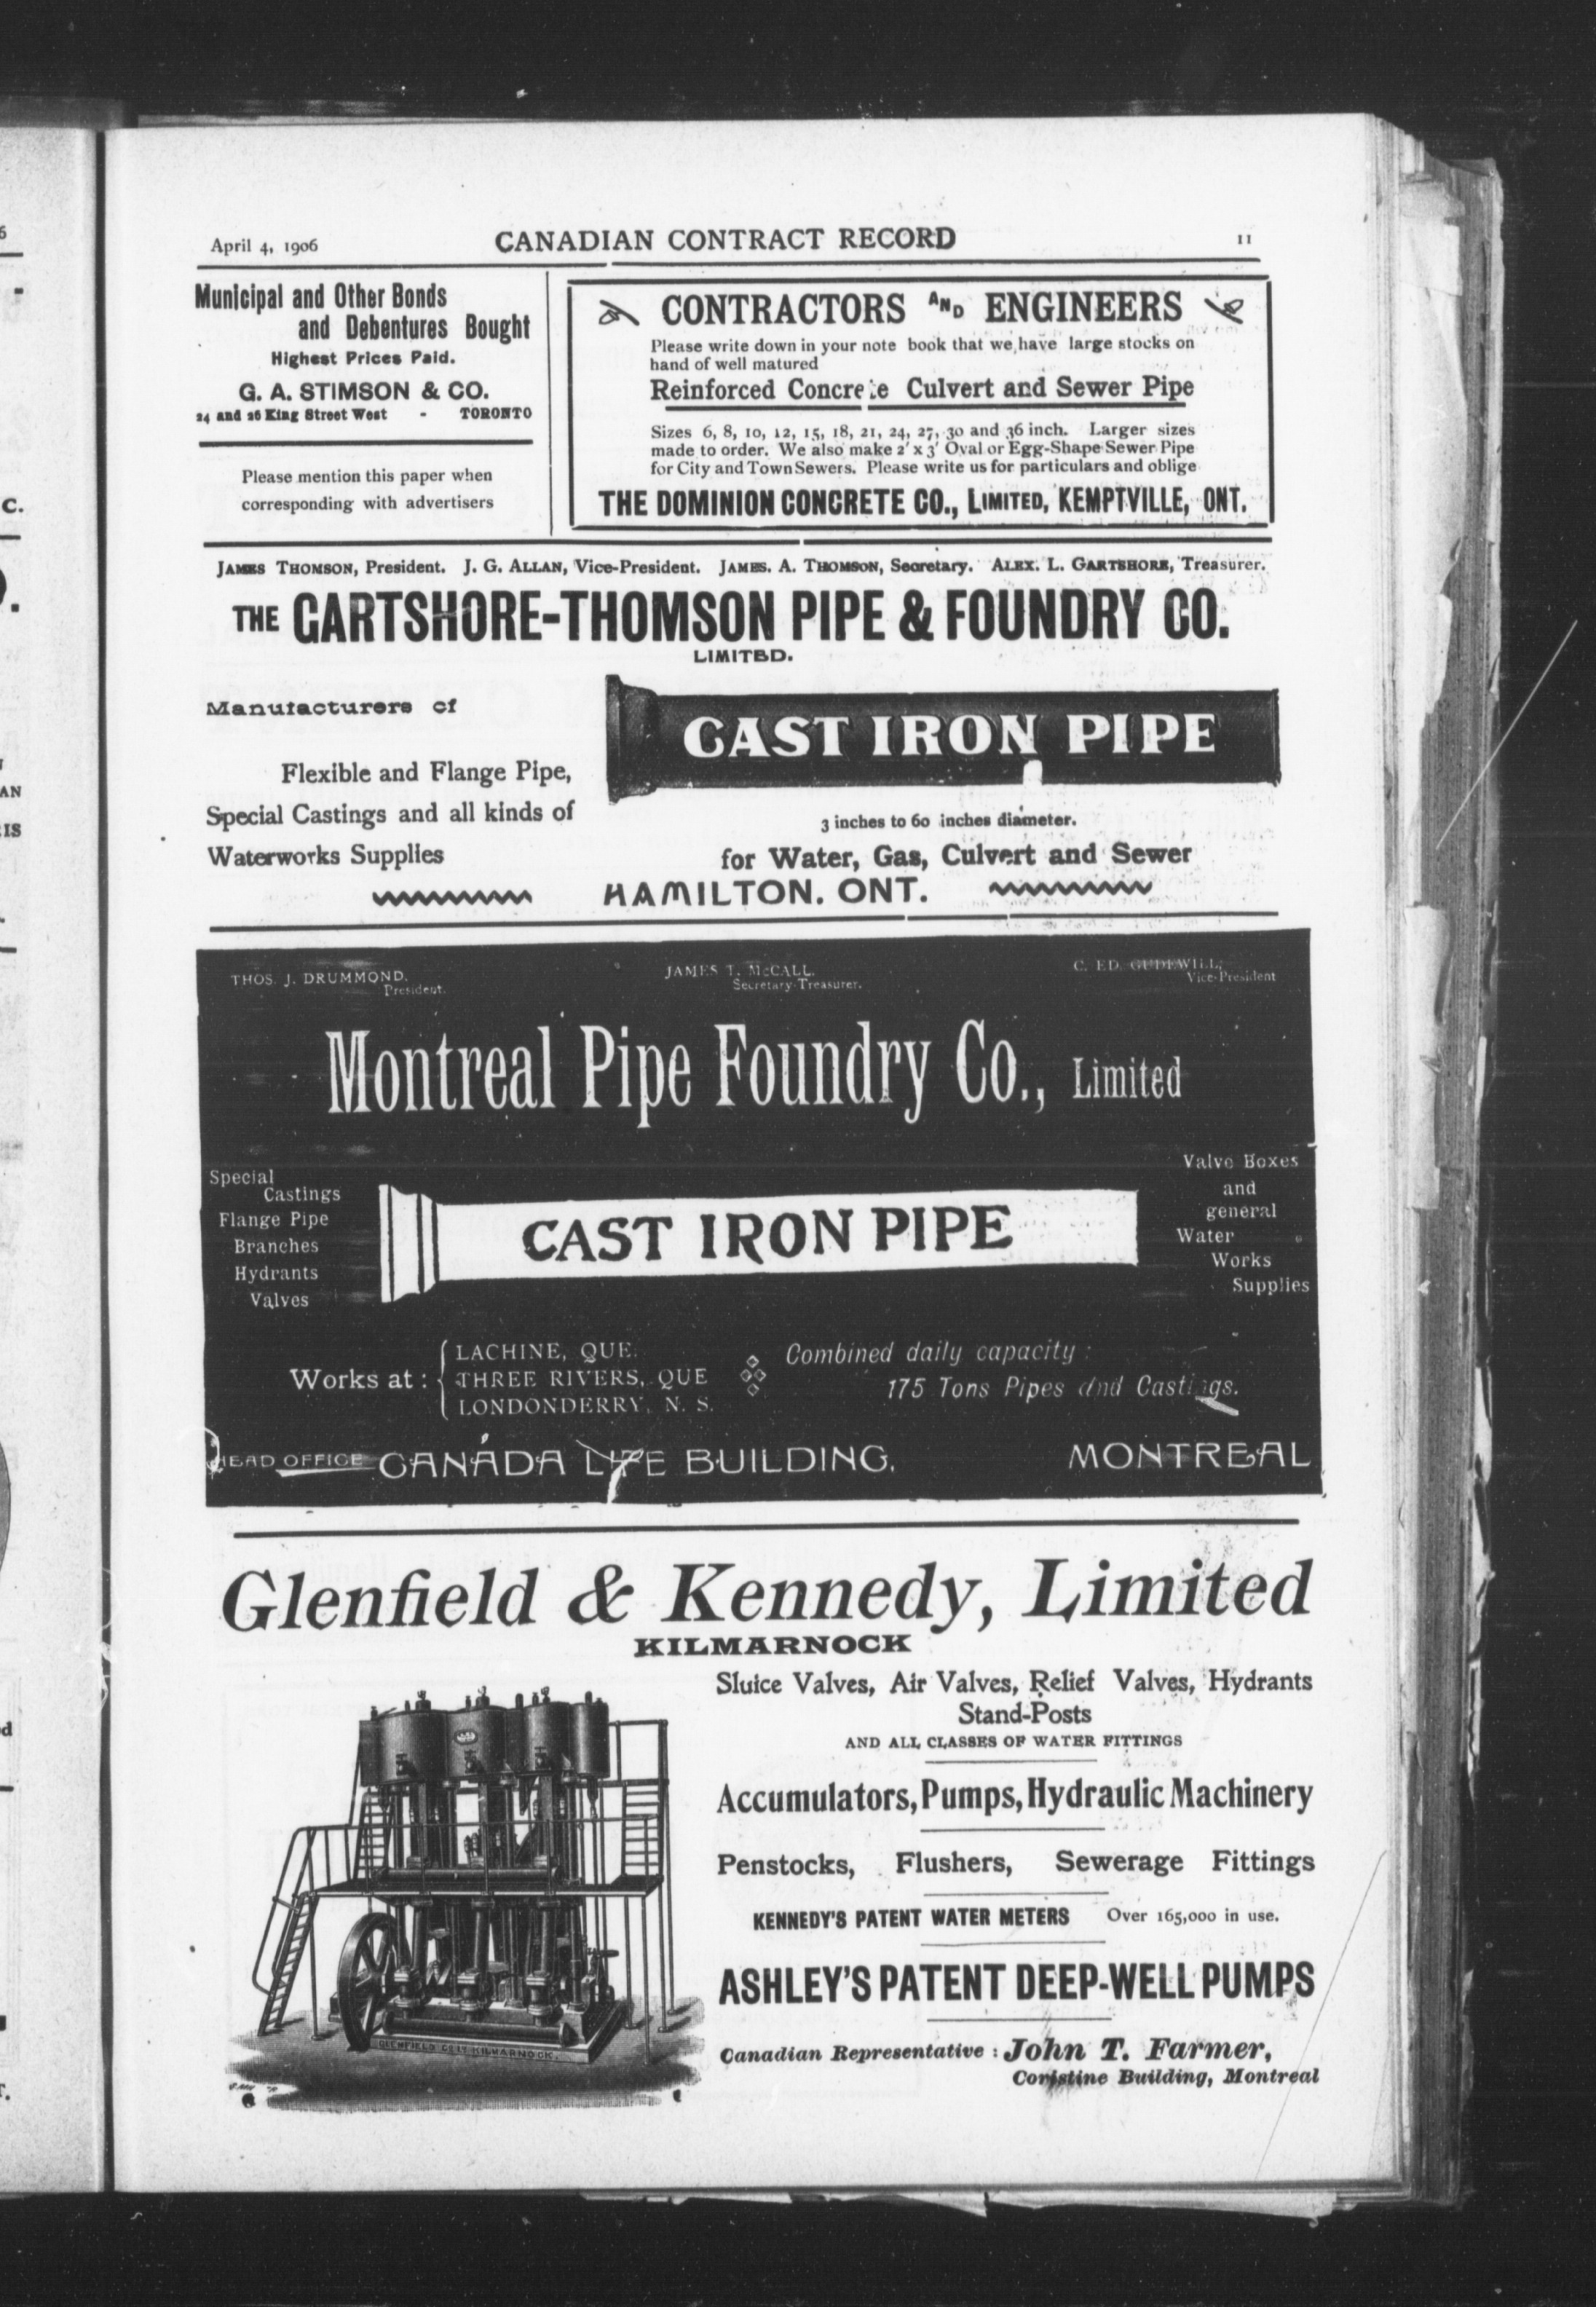 April 4, 1906
CANADIAN CONTRACT RECORD
11
Municipal and Other Bonds
and Debentures Bought
Highest Prices Paid.
G. A. STIMSON & CO.
24 and 26 King Street West - TORONTO
Please mention this paper when
corresponding with advertisers
CONTRACTORS AND ENGINEERS
Please write down in your note book that we have large stocks on
hand of well matured
Reinforced Concrete Culvert and Sewer Pipe
Sizes 6, 8, 10, 12, 15, 18, 21, 24, 27, 30 and 36 inch. Larger sizes
made to order. We also make 2' x 3' Oval or Egg-Shape Sewer Pipe
for City and Town Sewers. Please write us for particulars and oblige
THE DOMINION CONCRETE CO., LIMITED, KEMPTVILLE, ONT.
JAMES THOMSON, President. J. G. ALLAN, Vice-President. JAMES. A. THOMSON, Secretary. ALEX. L. GARTSHORE, Treasurer.
THE GARTSHORE-THOMSON PIPE & FOUNDRY CO.
LIMITED.
Manufacturers of
Flexible and Flange Pipe,
Special Castings and all kinds of
Waterworks Supplies
CAST IRON PIPE
3 inches to 60 inches diameter.
for Water, Gas, Culvert and Sewer
HAMILTON. ONT.
THOS. J. DRUMMOND,
President.
JAMES T. McCALL.
Secretary-Treasurer.
C. ED. GUDEWILL,
Vice-President
Montreal Pipe Foundry Co., Limited
Special
Castings
Flange Pipe
Branches
Hydrants
Valves
CAST IRON PIPE
Valve Boxes
and
general
Water
Works
Supplies
Works at :
LACHINE, QUE.
THREE RIVERS, QUE
LONDONDERRY, N. S.
Combined daily capacity :
175 Tons Pipes and Castings.
HEAD OFFICE CANADA LIFE BUILDING, MONTREAL
Glenfield & Kennedy, Limited
KILMARNOCK
Sluice Valves, Air Valves, Relief Valves, Hydrants
Stand-Posts
AND ALL CLASSES OF WATER FITTINGS
Accumulators, Pumps, Hydraulic Machinery
Penstocks, Flushers, Sewerage Fittings
KENNEDY'S PATENT WATER METERS Over 165,000 in use.
ASHLEY'S PATENT DEEP-WELL PUMPS
Canadian Representative : John T. Farmer,
Coristine Building, Montreal
GLENFIELD CO LD KILMARNOCK